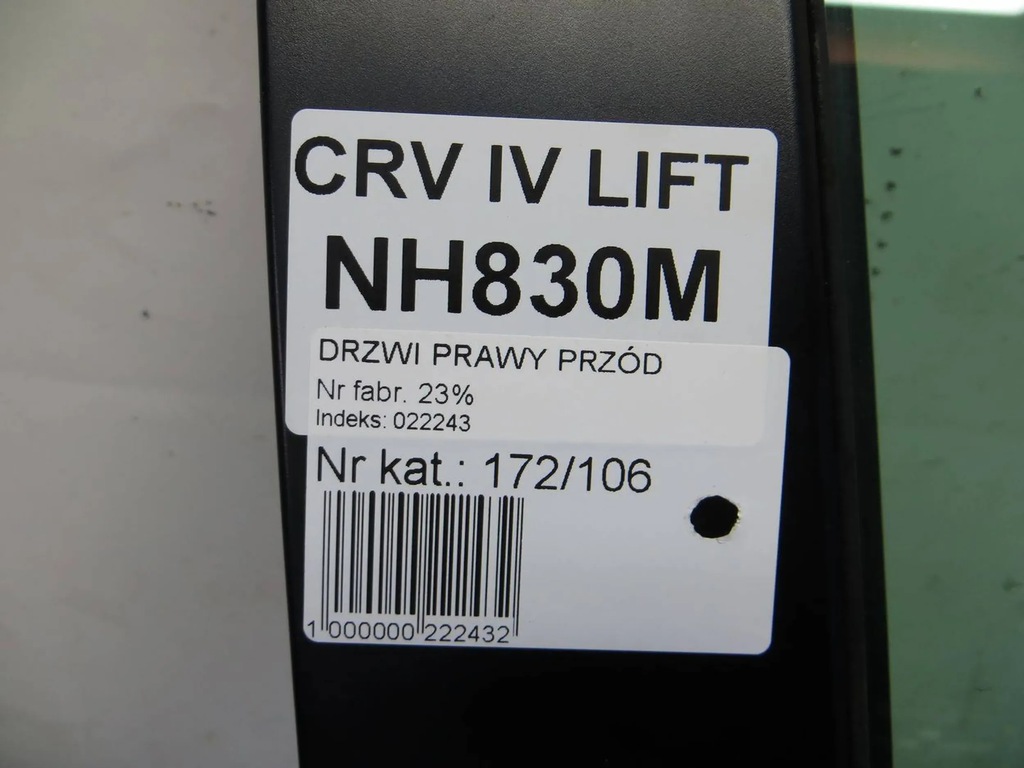 CRV IV LIFT
NH830M
DRZWI PRAWY PRZÓD
Nr fabr. 23%
Indeks: 022243
Nr kat.: 172/106
1 000000 222432